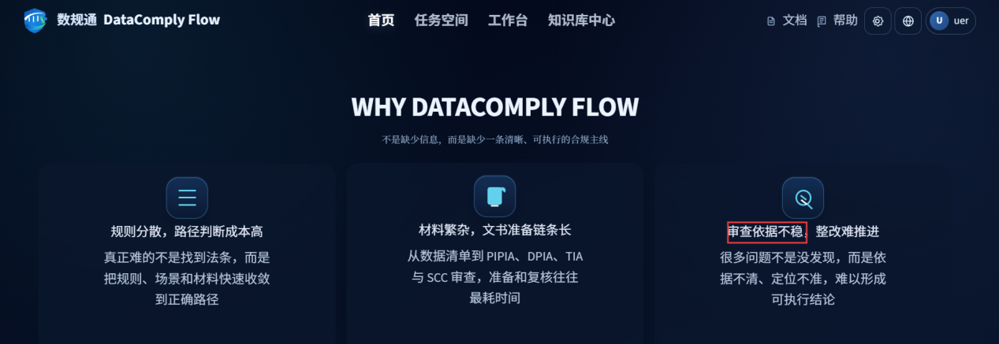 数规通 DataComply Flow
首页 任务空间 工作台 知识库中心
文档 帮助 U uer
WHY DATACOMPLY FLOW
不是缺少信息，而是缺少一条清晰、可执行的合规主线
规则分散，路径判断成本高
真正难的不是找到法条，而是
把规则、场景和材料快速收敛
到正确路径
材料繁杂，文书准备链条长
从数据清单到 PIPIA、DPIA、TIA
与 SCC 审查，准备和复核往往
最耗时间
审查依据不稳，整改难推进
很多问题不是没发现，而是依
据不清、定位不准，难以形成
可执行结论